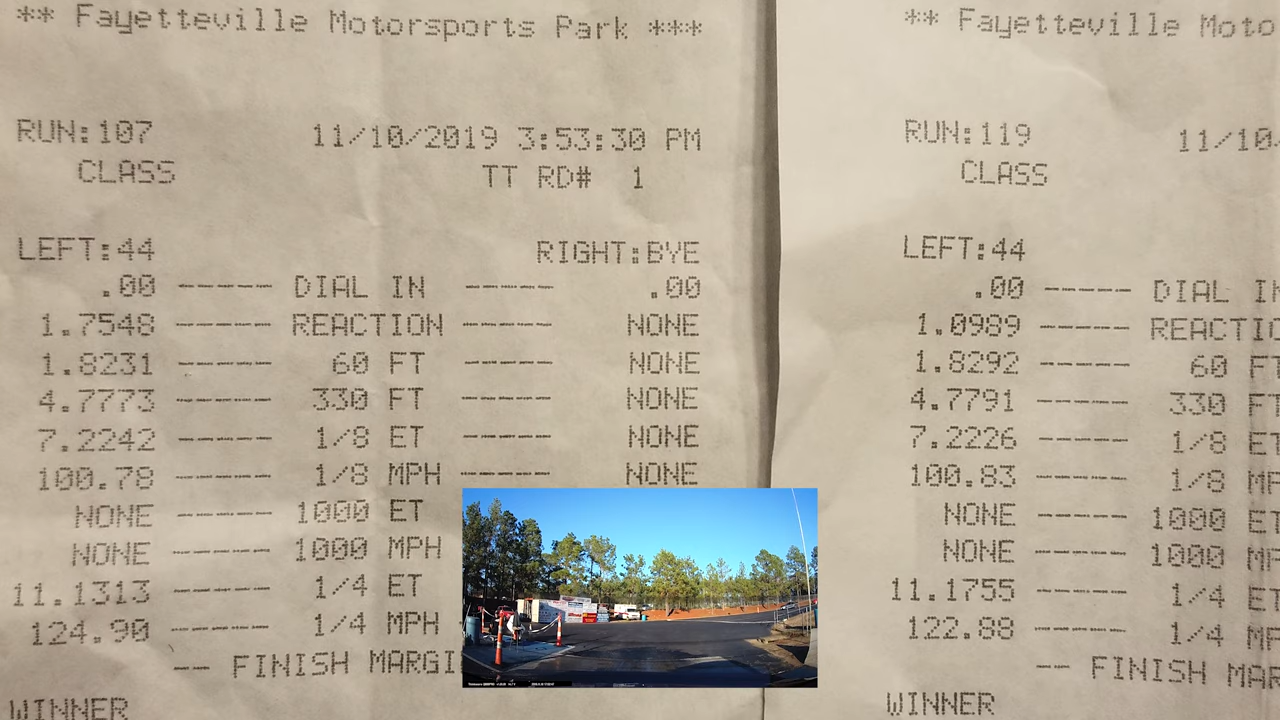 ** Fayetteville Motorsports Park ***
RUN:107 11/10/2019 3:53:30 PM
CLASS TT RD# 1
LEFT:44 RIGHT:BYE
.00 ----- DIAL IN ----- .00
1.7548 ----- REACTION ----- NONE
1.8231 ----- 60 FT ----- NONE
4.7773 ----- 330 FT ----- NONE
7.2242 ----- 1/8 ET ----- NONE
100.78 ----- 1/8 MPH ----- NONE
NONE ----- 1000 ET
NONE ----- 1000 MPH
11.1313 ----- 1/4 ET
124.90 ----- 1/4 MPH
-- FINISH MARGI
WINNER
** Fayetteville Moto
RUN:119 11/10
CLASS
LEFT:44
.00 ----- DIAL IN
1.0989 ----- REACTIO
1.8292 ----- 60 FT
4.7791 ----- 330 FT
7.2226 ----- 1/8 ET
100.83 ----- 1/8 MP
NONE ----- 1000 ET
NONE ----- 1000 MP
11.1755 ----- 1/4 ET
122.88 ----- 1/4 MP
-- FINISH MAR
WINNER